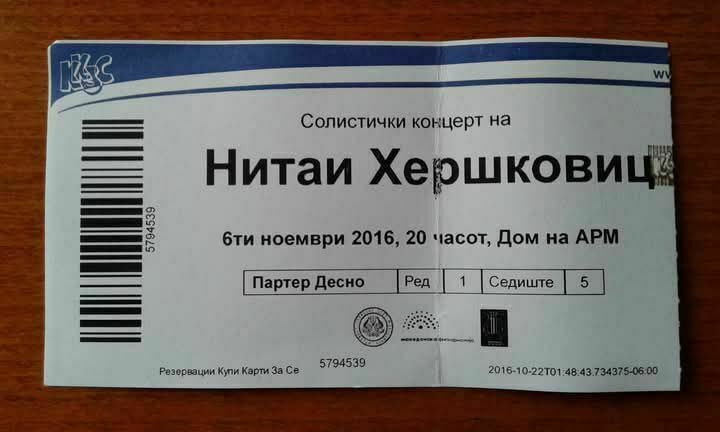 ККЗС
Солистички концерт на
Нитаи Хершковиц
6ти ноември 2016, 20 часот, Дом на АРМ
Партер Десно Ред 1 Седиште 5
5794539
5794539
Резервации Купи Карти За Се
2016-10-22T01:48:43.734375-06:00